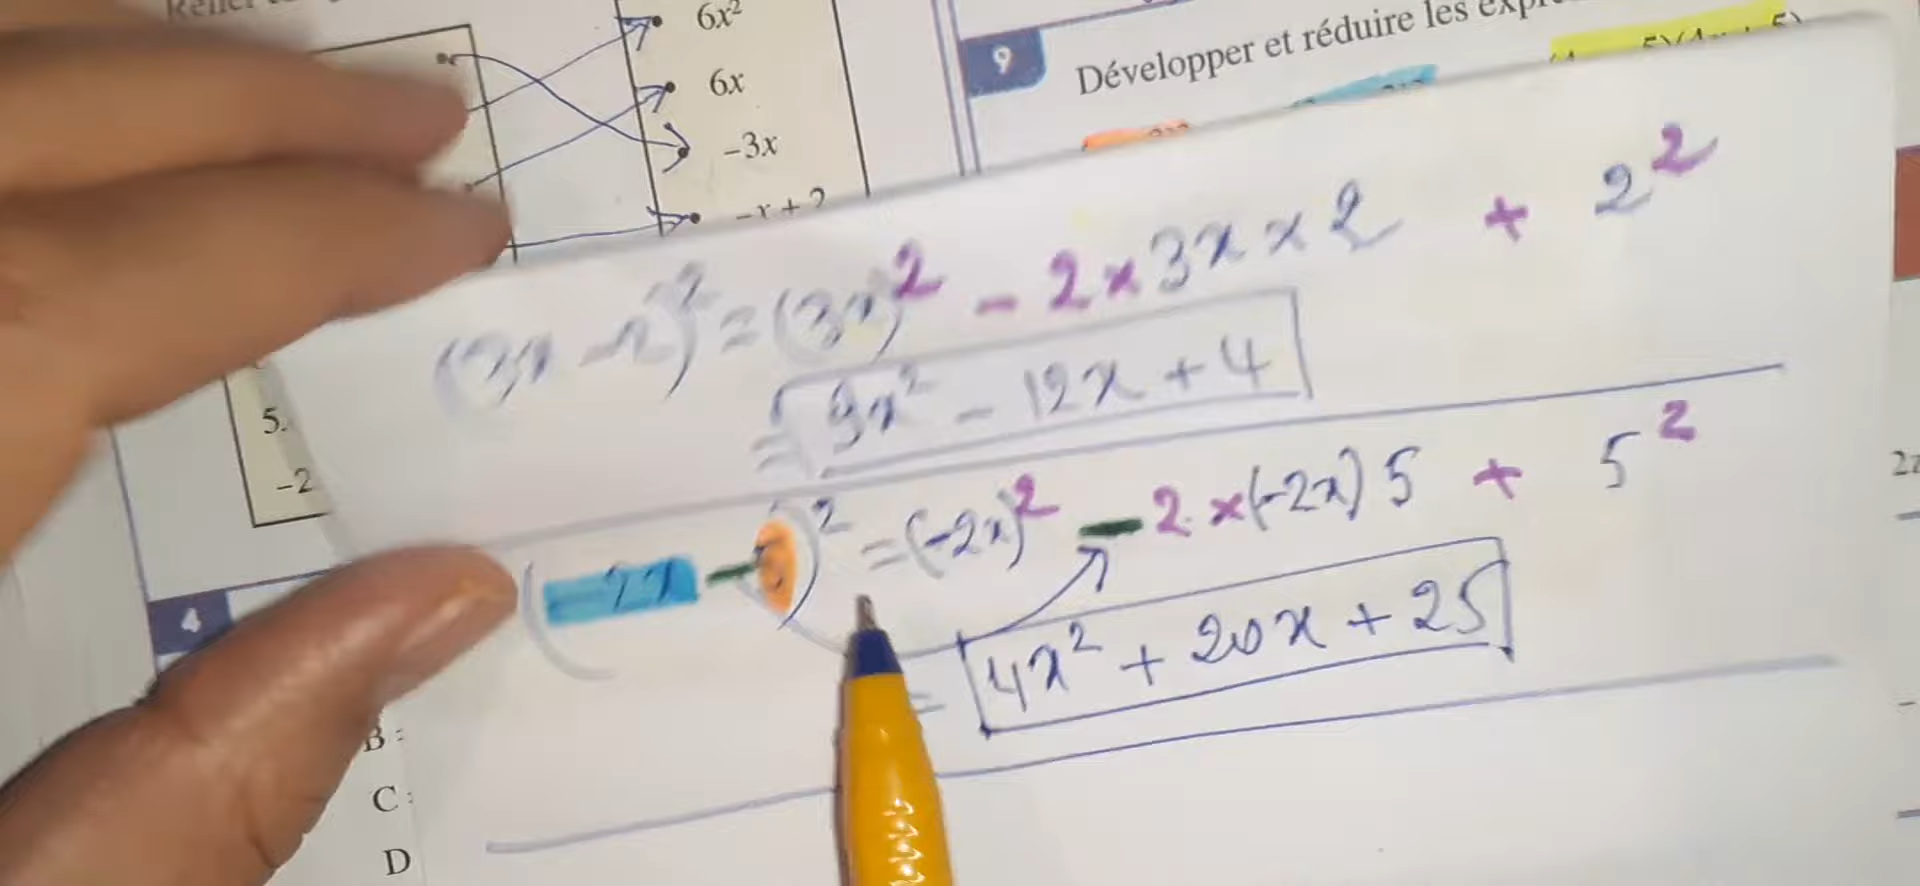 6x²
6x
-3x
-x + 2
9
Développer et réduire les
(3x - 2)² = (3x)² - 2 x 3x x 2 + 2²
= 9x² - 12x + 4
5.
-2
(-2x - 5)² = (-2x)² - 2 x (-2x) 5 + 5²
= 4x² + 20x + 25
4
B :
C :
D